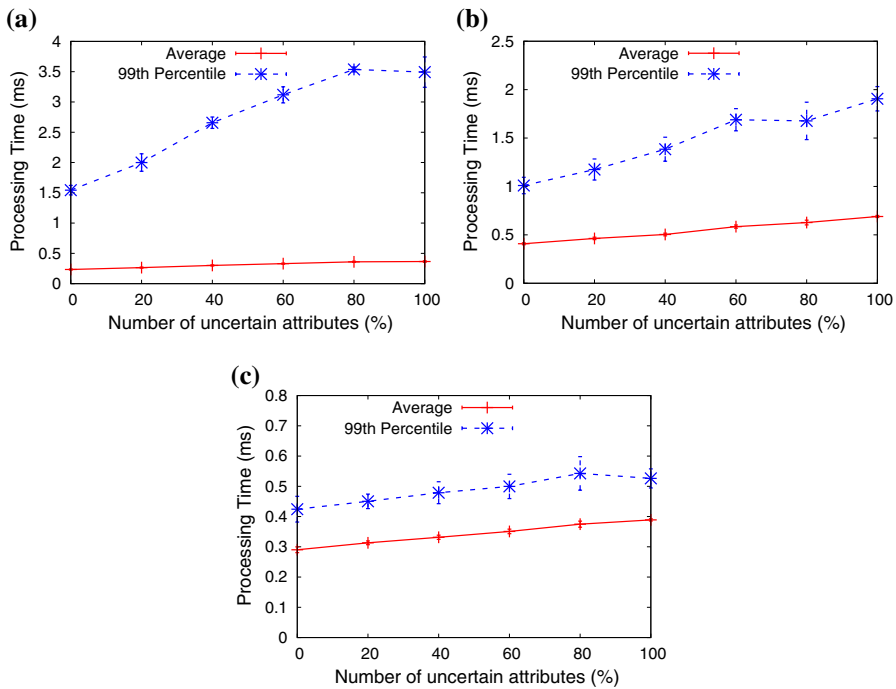 (a)
Average
99th Percentile
Processing Time (ms)
4
3.5
3
2.5
2
1.5
1
0.5
0
0 20 40 60 80 100
Number of uncertain attributes (%)
(b)
Average
99th Percentile
Processing Time (ms)
2.5
2
1.5
1
0.5
0
0 20 40 60 80 100
Number of uncertain attributes (%)
(c)
Average
99th Percentile
Processing Time (ms)
0.8
0.7
0.6
0.5
0.4
0.3
0.2
0.1
0
0 20 40 60 80 100
Number of uncertain attributes (%)